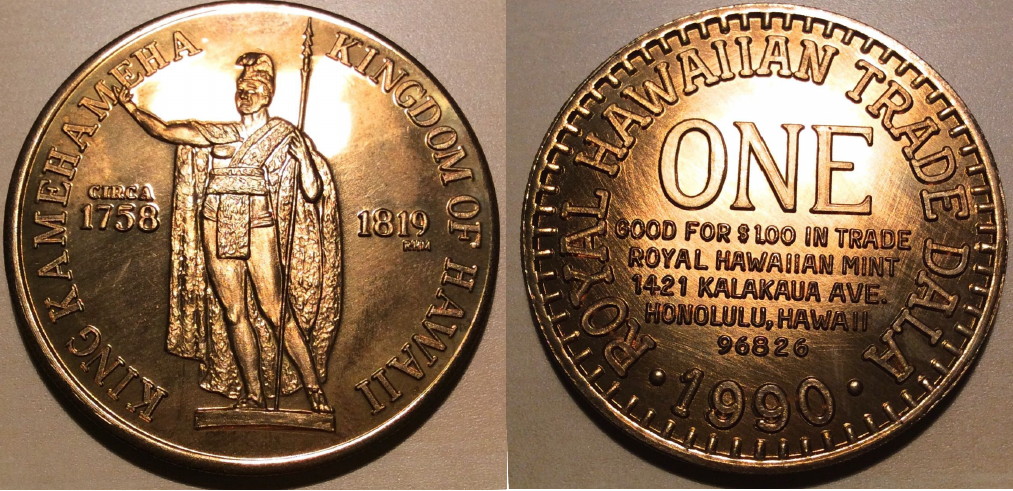 KING KAMEHAMEHA
KINGDOM OF HAWAII
CIRCA
1758
1819
ROYAL HAWAIIAN TRADE DALA
ONE
GOOD FOR $1.00 IN TRADE
ROYAL HAWAIIAN MINT
1421 KALAKAUA AVE.
HONOLULU, HAWAII
96826
• 1990 •